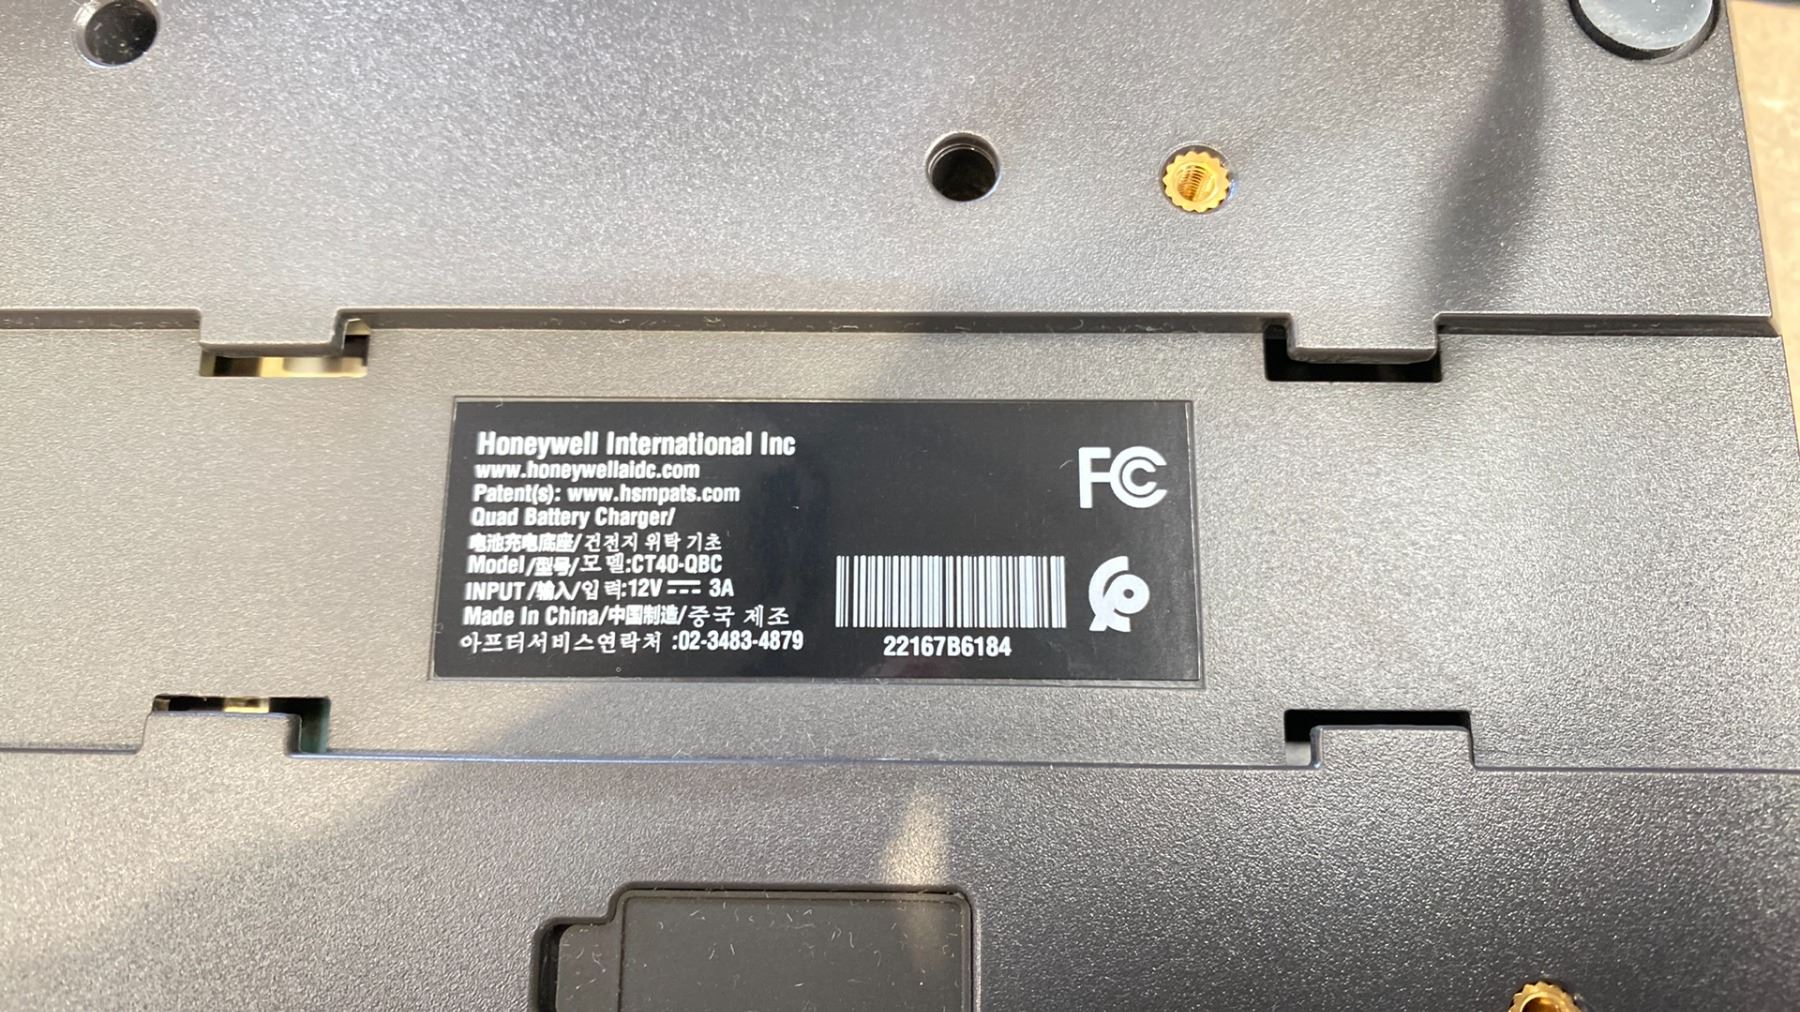 Honeywell International Inc
www.honeywellaidc.com
Patent(s): www.hsmpats.com
Quad Battery Charger/
电池充电底座/건전지 위탁 기초
Model/型号/모델:CT40-QBC
INPUT/输入/입력:12V ⎓ 3A
Made In China/中国制造/중국 제조
아프터서비스연락처 :02-3483-4879
FC
22167B6184